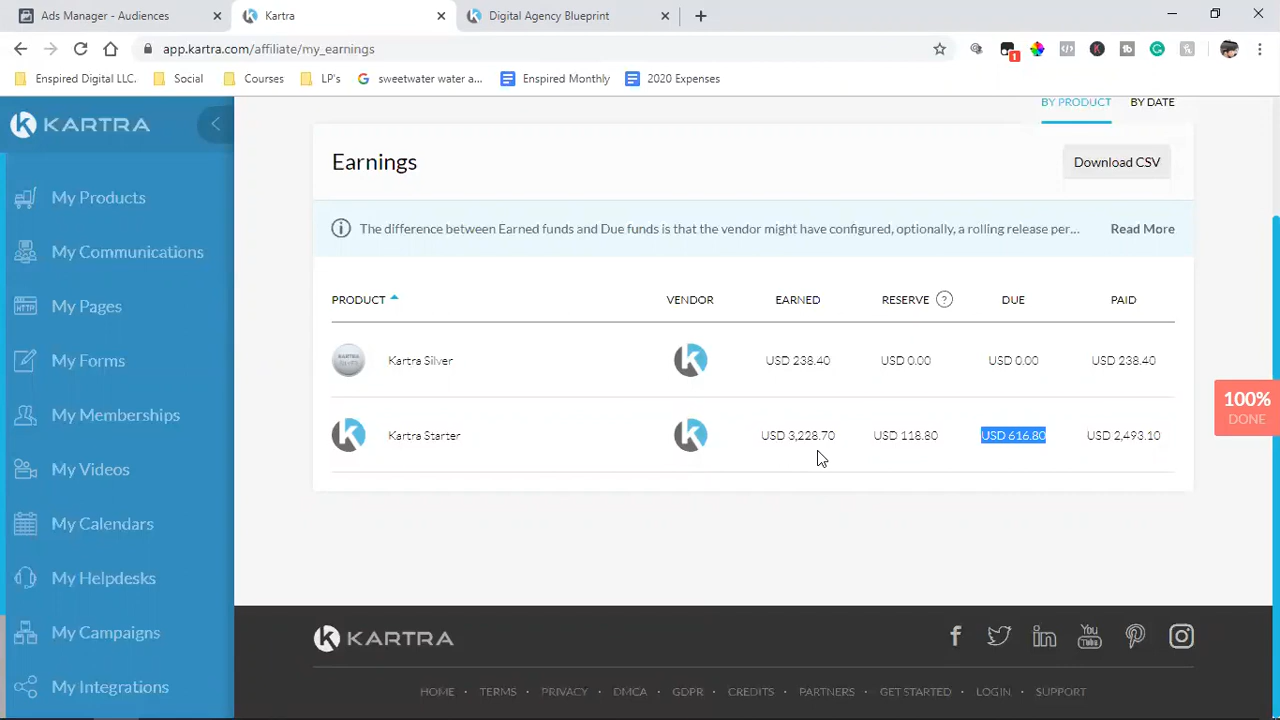 Ads Manager - Audiences
Kartra
Digital Agency Blueprint
app.kartra.com/affiliate/my_earnings
1
Enspired Digital LLC.
Social
Courses
LP's
sweetwater water a...
Enspired Monthly
2020 Expenses
KARTRA
My Products
My Communications
My Pages
My Forms
My Memberships
My Videos
My Calendars
My Helpdesks
My Campaigns
My Integrations
BY PRODUCT BY DATE
Earnings
Download CSV
The difference between Earned funds and Due funds is that the vendor might have configured, optionally, a rolling release per... Read More
PRODUCT VENDOR EARNED RESERVE ? DUE PAID
KARTRA SILVER
Kartra Silver USD 238.40 USD 0.00 USD 0.00 USD 238.40
Kartra Starter USD 3,228.70 USD 118.80 USD 616.80 USD 2,493.10
100%
DONE
KARTRA
You Tube
HOME · TERMS · PRIVACY · DMCA · GDPR · CREDITS · PARTNERS · GET STARTED · LOGIN · SUPPORT